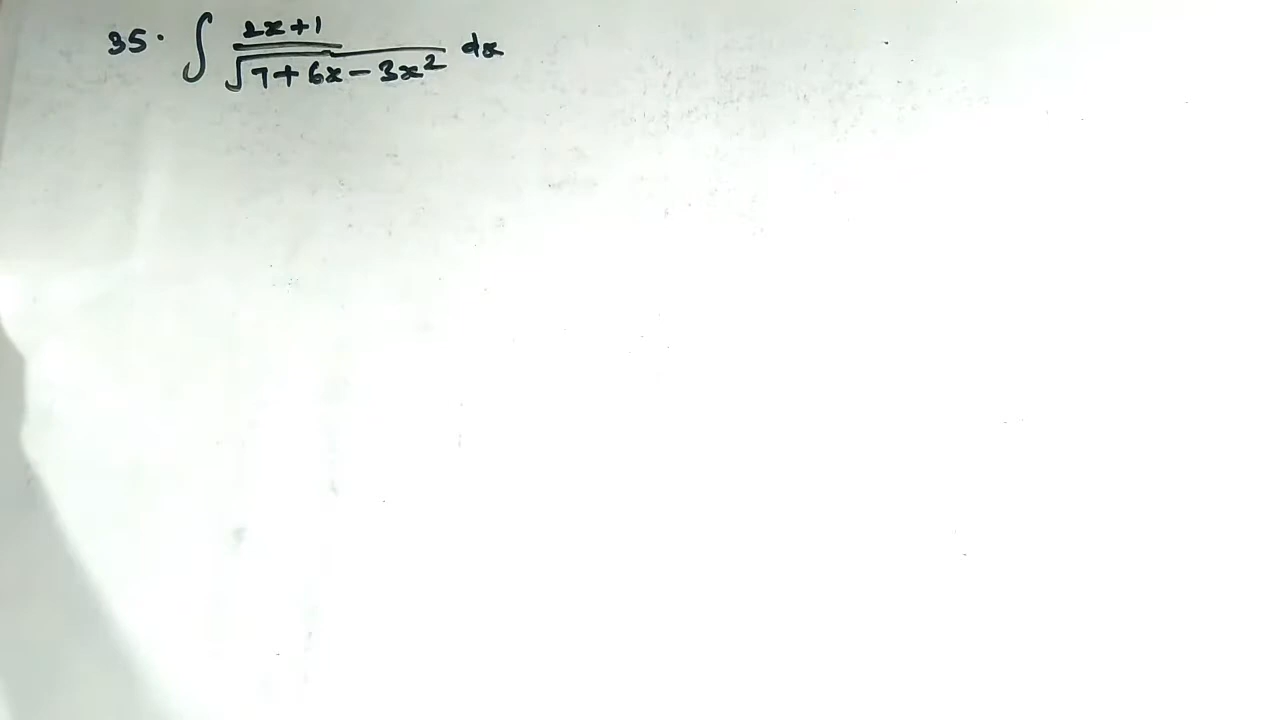 35. ∫ 2x+1 / √(7+6x-3x²) dx